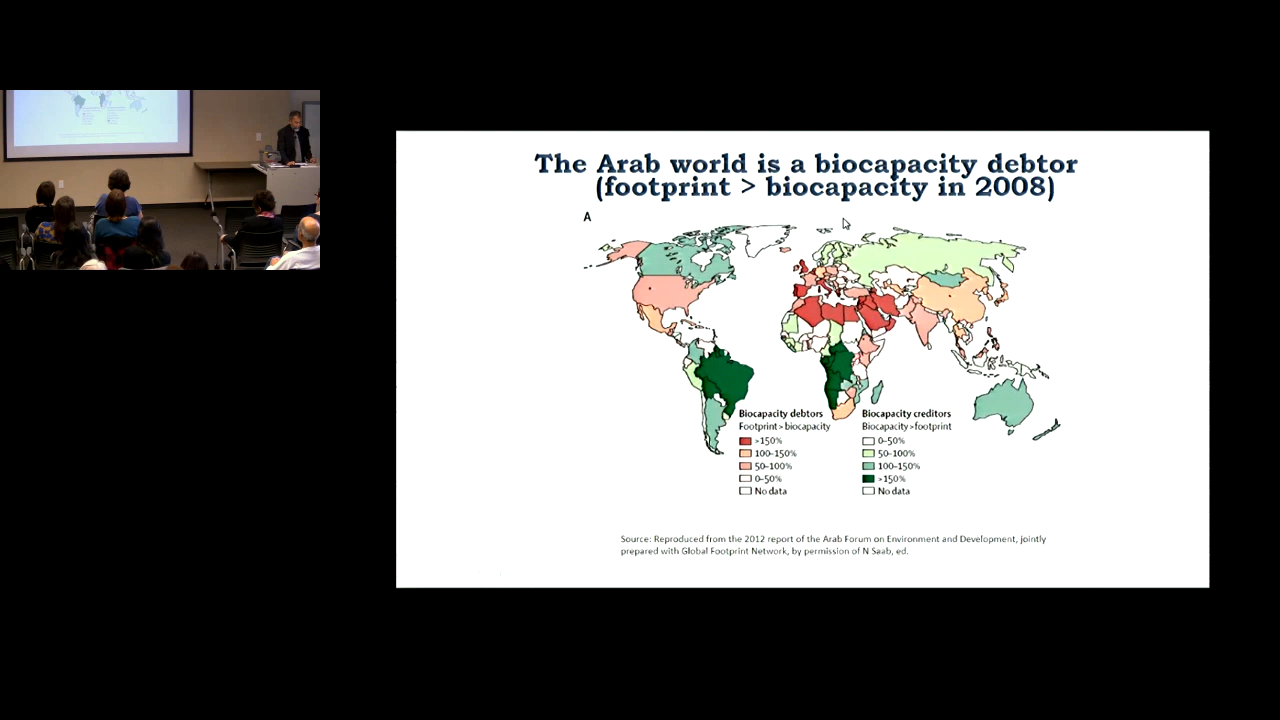 The Arab world is a biocapacity debtor
(footprint > biocapacity in 2008)
A
Biocapacity debtors
Footprint > biocapacity
>150%
100–150%
50–100%
0–50%
No data
Biocapacity creditors
Biocapacity > footprint
0–50%
50–100%
100–150%
>150%
No data
Source: Reproduced from the 2012 report of the Arab Forum on Environment and Development, jointly
prepared with Global Footprint Network, by permission of N Saab, ed.